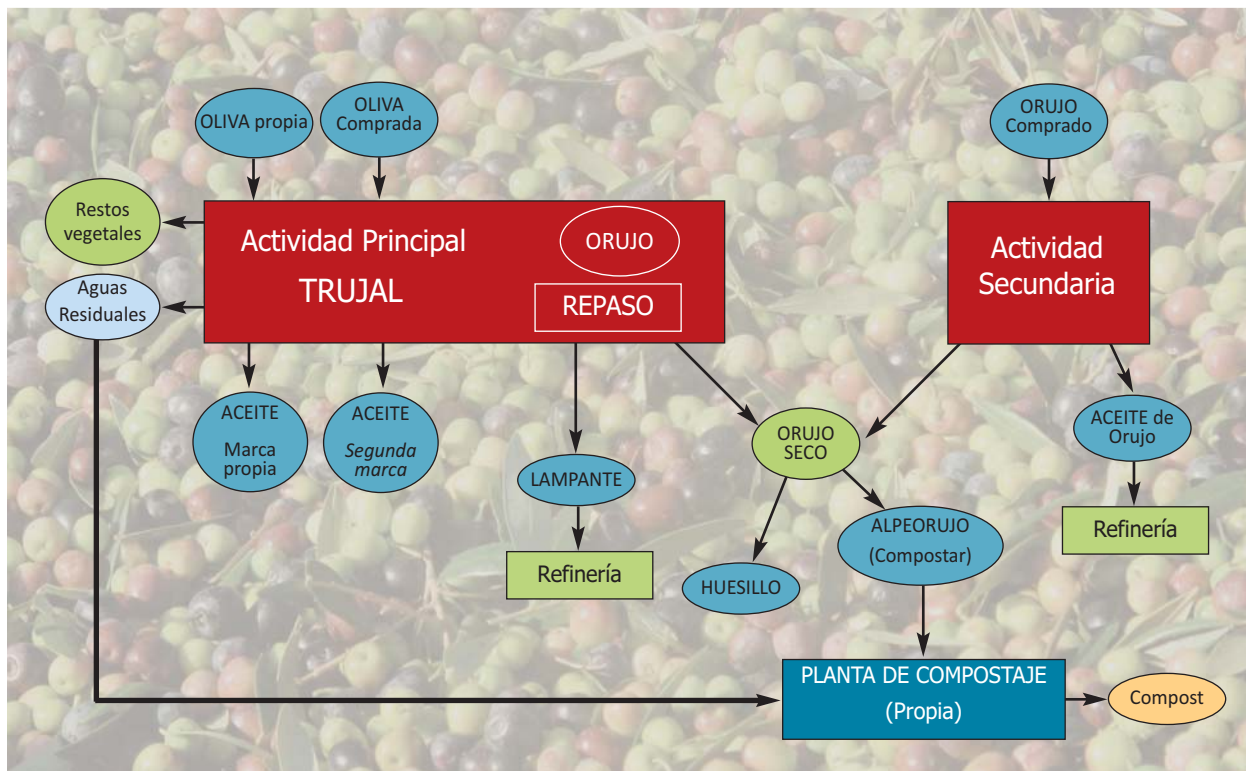 OLIVA propia
OLIVA
Comprada
ORUJO
Comprado
Restos
vegetales
Aguas
Residuales
Actividad Principal
TRUJAL
ORUJO
REPASO
Actividad
Secundaria
ACEITE
Marca
propia
ACEITE
Segunda
marca
LAMPANTE
Refinería
ORUJO
SECO
HUESILLO
ALPEORUJO
(Compostar)
ACEITE de
Orujo
Refinería
PLANTA DE COMPOSTAJE
(Propia)
Compost